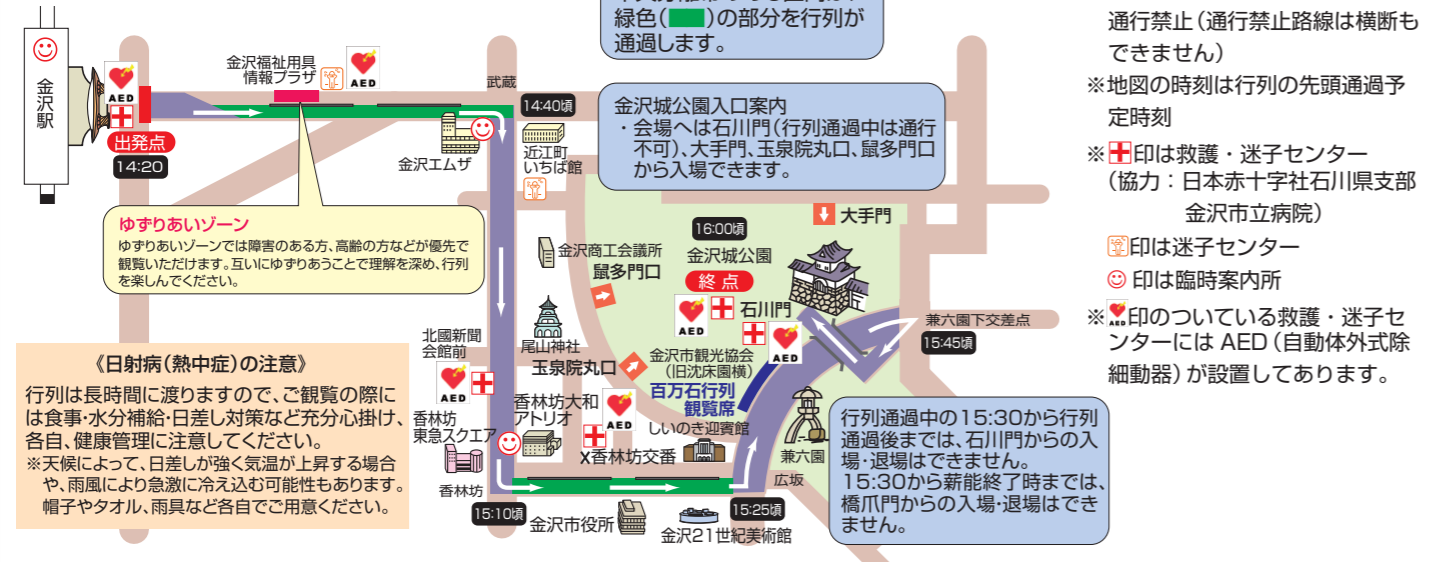 緑色(　)の部分を行列が
通過します。
通行禁止(通行禁止路線は横断も
できません)
※地図の時刻は行列の先頭通過予
定時刻
※印は救護・迷子センター
(協力：日本赤十字社石川県支部
金沢市立病院)
印は迷子センター
印は臨時案内所
※印のついている救護・迷子セ
ンターには AED(自動体外式除
細動器)が設置してあります。
金沢駅
AED
出発点
14:20
金沢福祉用具
情報プラザ
AED
武蔵
14:40頃
金沢エムザ
近江町
いちば館
金沢城公園入口案内
・会場へは石川門(行列通過中は通行
不可)、大手門、玉泉院丸口、鼠多門口
から入場できます。
ゆずりあいゾーン
ゆずりあいゾーンでは障害のある方、高齢の方などが優先で
観覧いただけます。互いにゆずりあうことで理解を深め、行列
を楽しんでください。
大手門
16:00頃
金沢城公園
終点
AED
石川門
AED
金沢商工会議所
鼠多門口
尾山神社
玉泉院丸口
金沢市観光協会
(旧沈床園横)
百万石行列
観覧席
兼六園下交差点
15:45頃
北國新聞
会館前
AED
香林坊
東急スクエア
香林坊大和
アトリオ
AED
x香林坊交番
しいのき迎賓館
兼六園
広坂
香林坊
15:10頃
金沢市役所
金沢21世紀美術館
15:25頃
《日射病(熱中症)の注意》
行列は長時間に渡りますので、ご観覧の際に
は食事・水分補給・日差し対策など充分心掛け、
各自、健康管理に注意してください。
※天候によって、日差しが強く気温が上昇する場合
や、雨風により急激に冷え込む可能性もあります。
帽子やタオル、雨具など各自でご用意ください。
行列通過中の15:30から行列
通過後までは、石川門からの入
場・退場はできません。
15:30から薪能終了時までは、
橋爪門からの入場・退場はでき
ません。